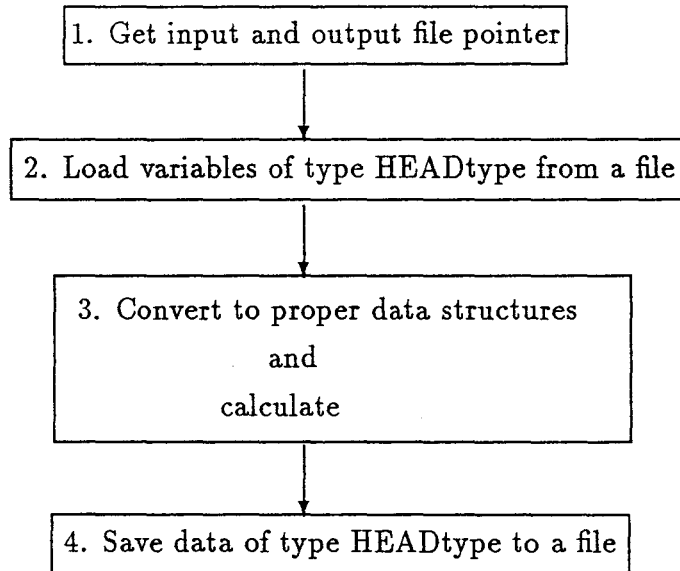 1. Get input and output file pointer
2. Load variables of type HEADtype from a file
3. Convert to proper data structures
and
calculate
4. Save data of type HEADtype to a file